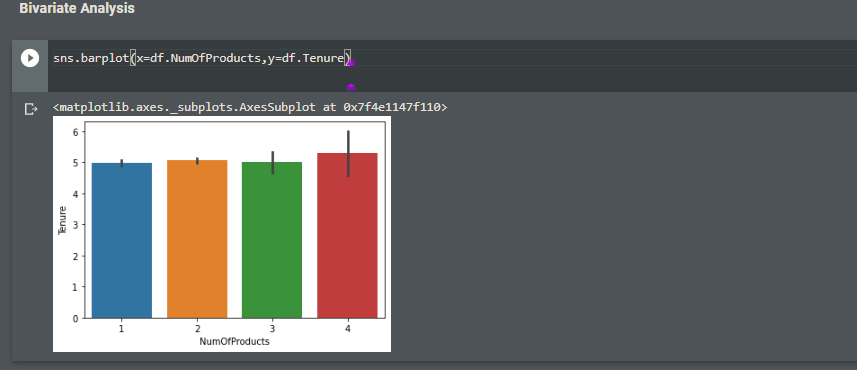 Bivariate Analysis
sns.barplot(x=df.NumOfProducts,y=df.Tenure)
<matplotlib.axes._subplots.AxesSubplot at 0x7f4e1147f110>
6
5
4
3
2
1
0
Tenure
1 2 3 4
NumOfProducts